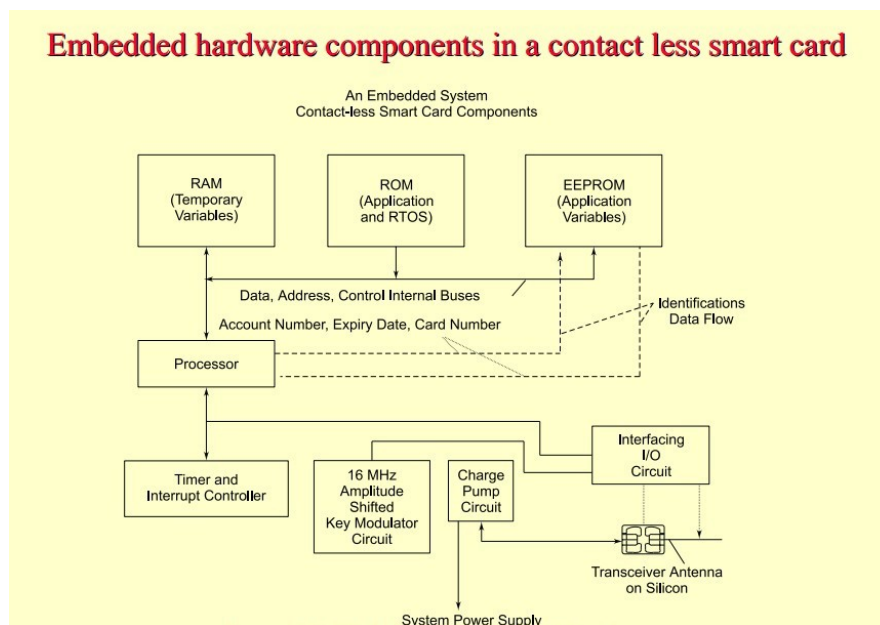 Embedded hardware components in a contact less smart card
An Embedded System
Contact-less Smart Card Components
RAM
(Temporary
Variables)
ROM
(Application
and RTOS)
EEPROM
(Application
Variables)
Data, Address, Control Internal Buses
Identifications
Data Flow
Account Number, Expiry Date, Card Number
Processor
Timer and
Interrupt Controller
16 MHz
Amplitude
Shifted
Key Modulator
Circuit
Charge
Pump
Circuit
Interfacing
I/O
Circuit
Transceiver Antenna
on Silicon
System Power Supply